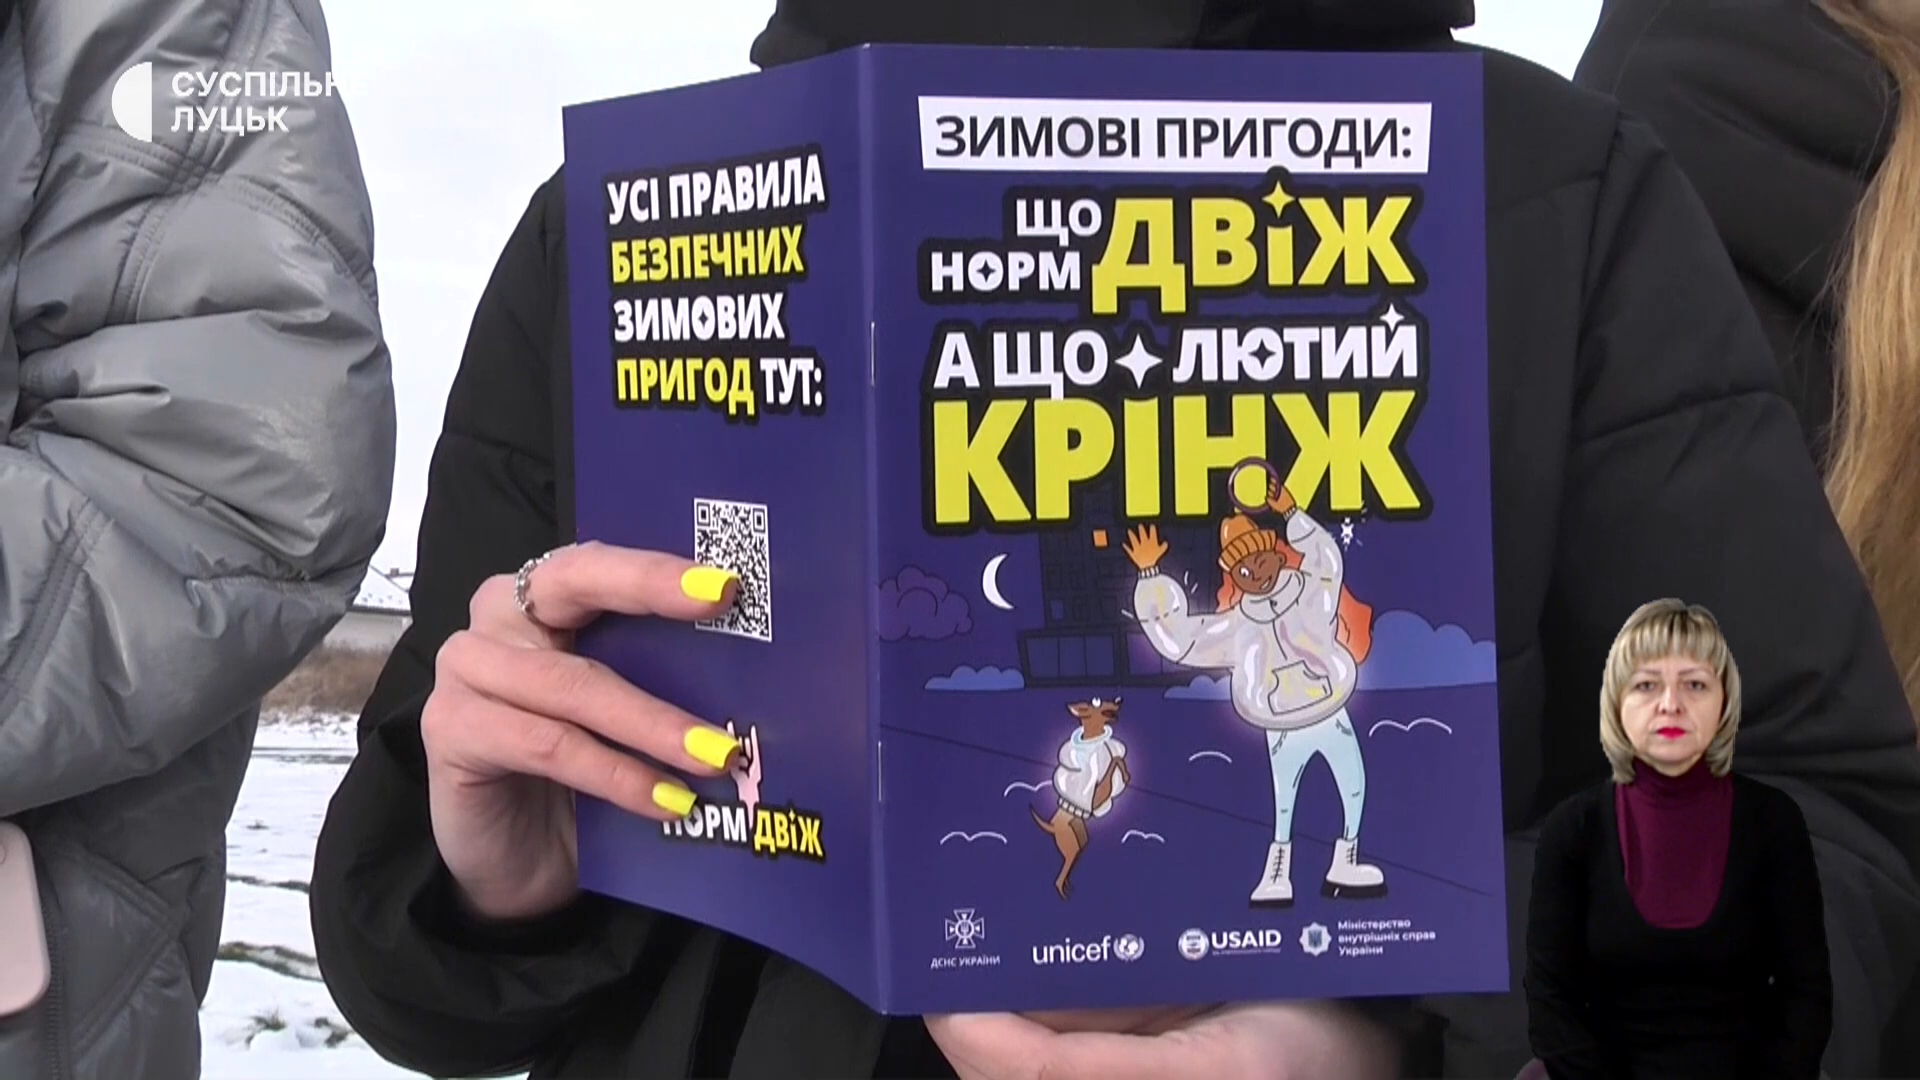 СУСПІЛЬНЕ
ЛУЦЬК
УСІ ПРАВИЛА
БЕЗПЕЧНИХ
ЗИМОВИХ
ПРИГОД ТУТ:
НОРМ ДВІЖ
ЗИМОВІ ПРИГОДИ:
ЩО
НОРМ ДВІЖ
А ЩО ЛЮТИЙ
КРІНЖ
ДСНС УКРАЇНИ
unicef
USAID
Міністерство
внутрішніх справ
України